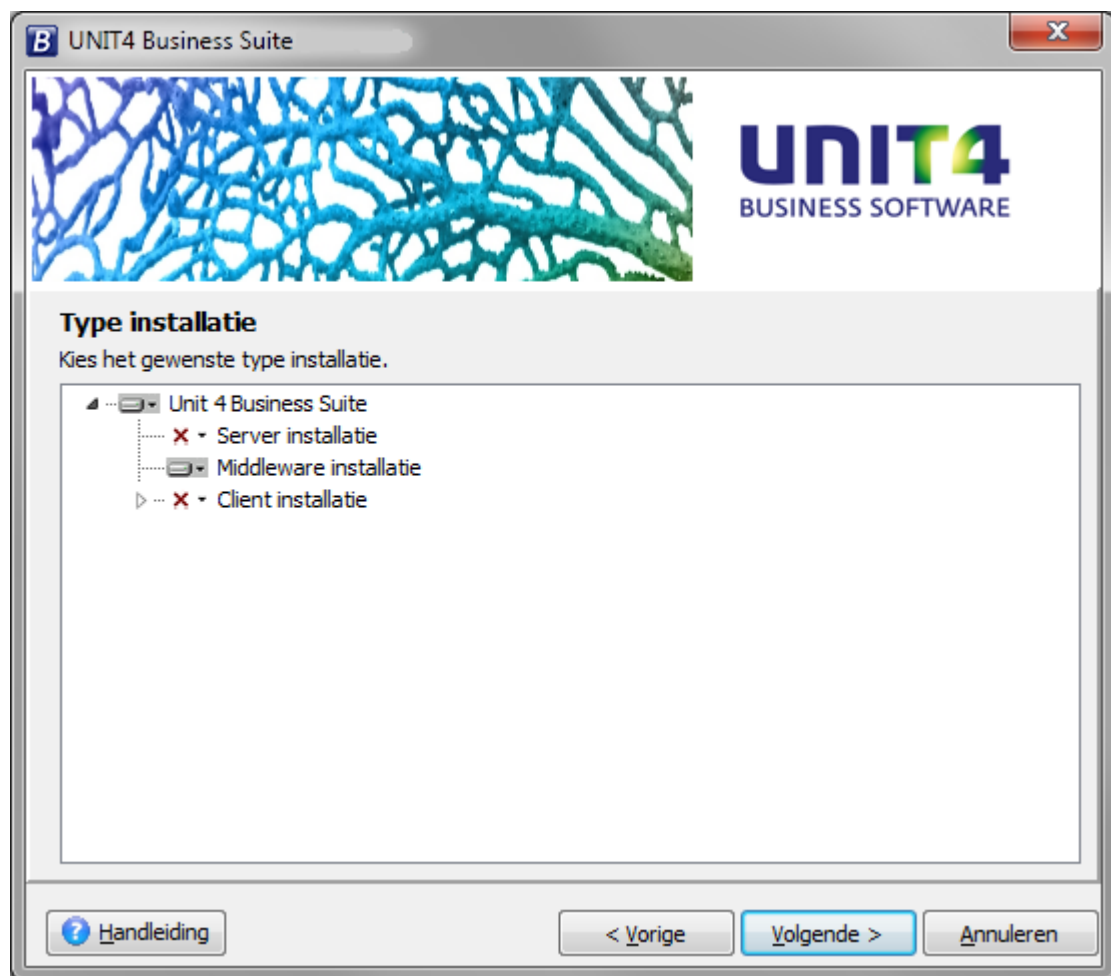 B UNIT4 Business Suite
UNIT4
BUSINESS SOFTWARE
Type installatie
Kies het gewenste type installatie.
Unit 4 Business Suite
Server installatie
Middleware installatie
Client installatie
? Handleiding
< Vorige
Volgende >
Annuleren